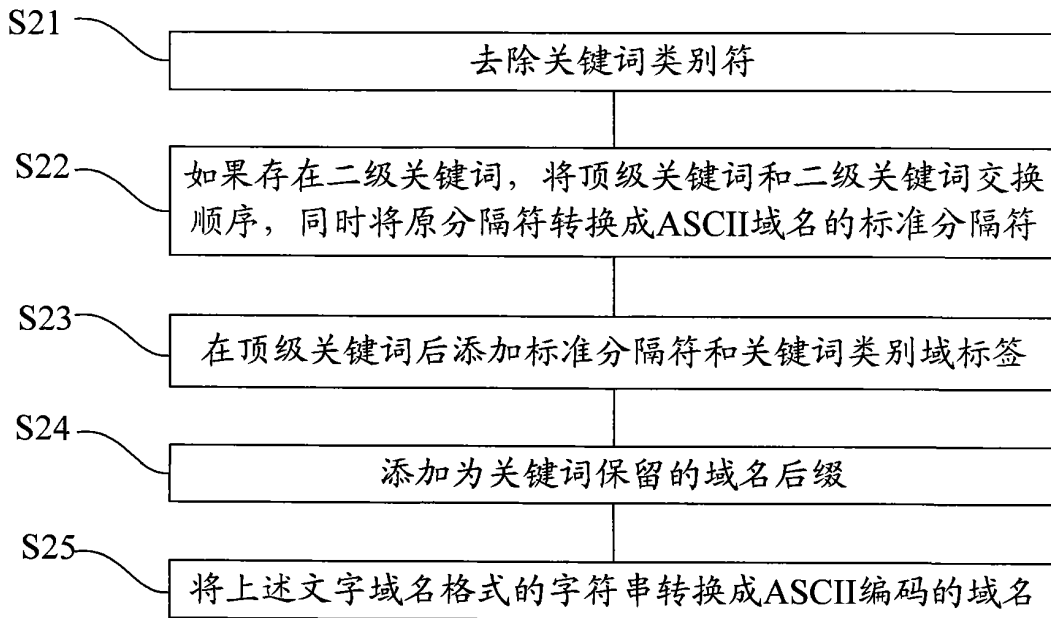 S21
去除关键词类别符
S22
如果存在二级关键词，将顶级关键词和二级关键词交换
顺序，同时将原分隔符转换成ASCII域名的标准分隔符
S23
在顶级关键词后添加标准分隔符和关键词类别域标签
S24
添加为关键词保留的域名后缀
S25
将上述文字域名格式的字符串转换成ASCII编码的域名